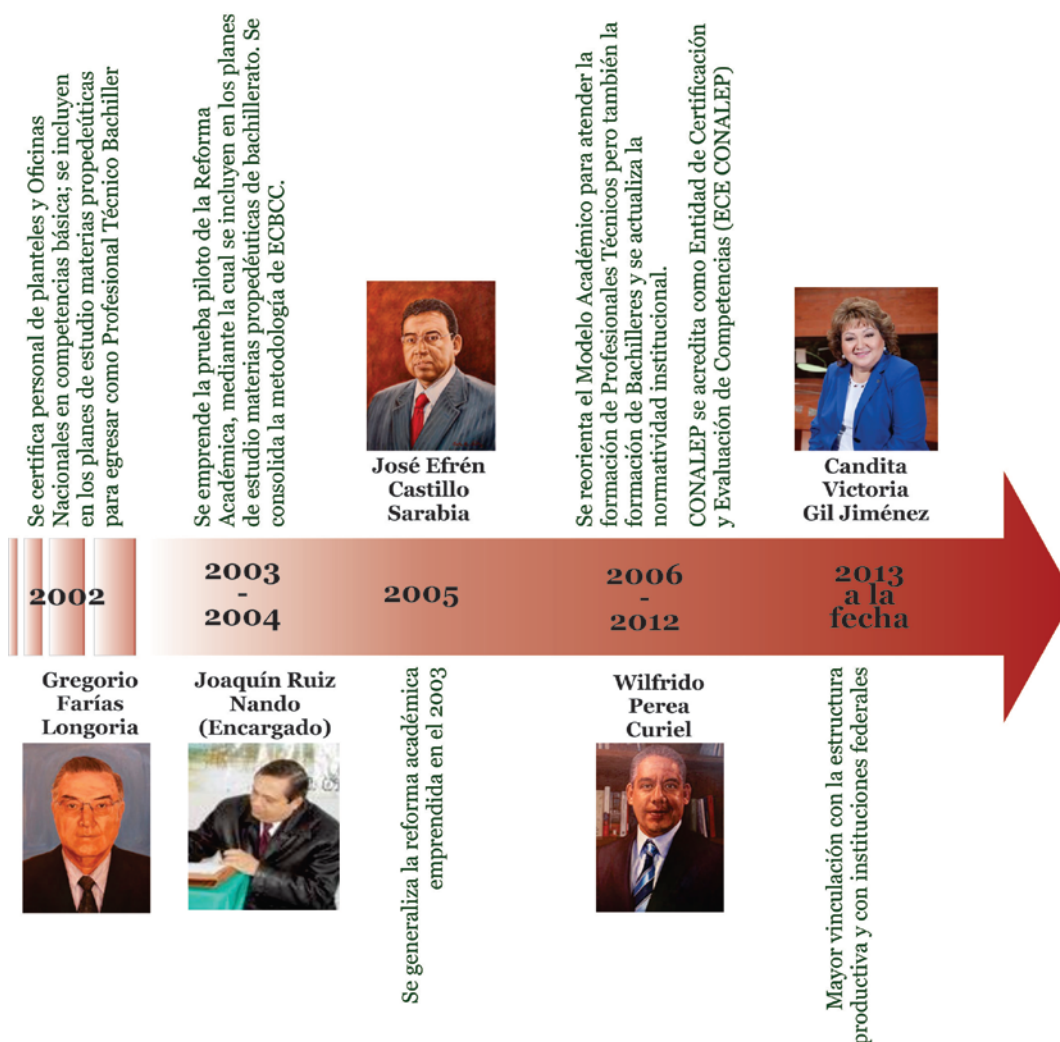 Se certifica personal de planteles y Oficinas
Nacionales en competencias básica; se incluyen
en los planes de estudio materias propedeúticas
para egresar como Profesional Técnico Bachiller
2002
Gregorio
Farías
Longoria
Se emprende la prueba piloto de la Reforma
Académica, mediante la cual se incluyen en los planes
de estudio materias propedéuticas de bachillerato. Se
consolida la metodología de ECBCC.
2003
-
2004
Joaquín Ruiz
Nando
(Encargado)
José Efrén
Castillo
Sarabia
2005
Se generaliza la reforma académica
emprendida en el 2003
Se reorienta el Modelo Académico para atender la
formación de Profesionales Técnicos pero también la
formación de Bachilleres y se actualiza la
normatividad institucional.
CONALEP se acredita como Entidad de Certificación
y Evaluación de Competencias (ECE CONALEP)
2006
-
2012
Wilfrido
Perea
Curiel
Candita
Victoria
Gil Jiménez
2013
a la
fecha
Mayor vinculación con la estructura
productiva y con instituciones federales